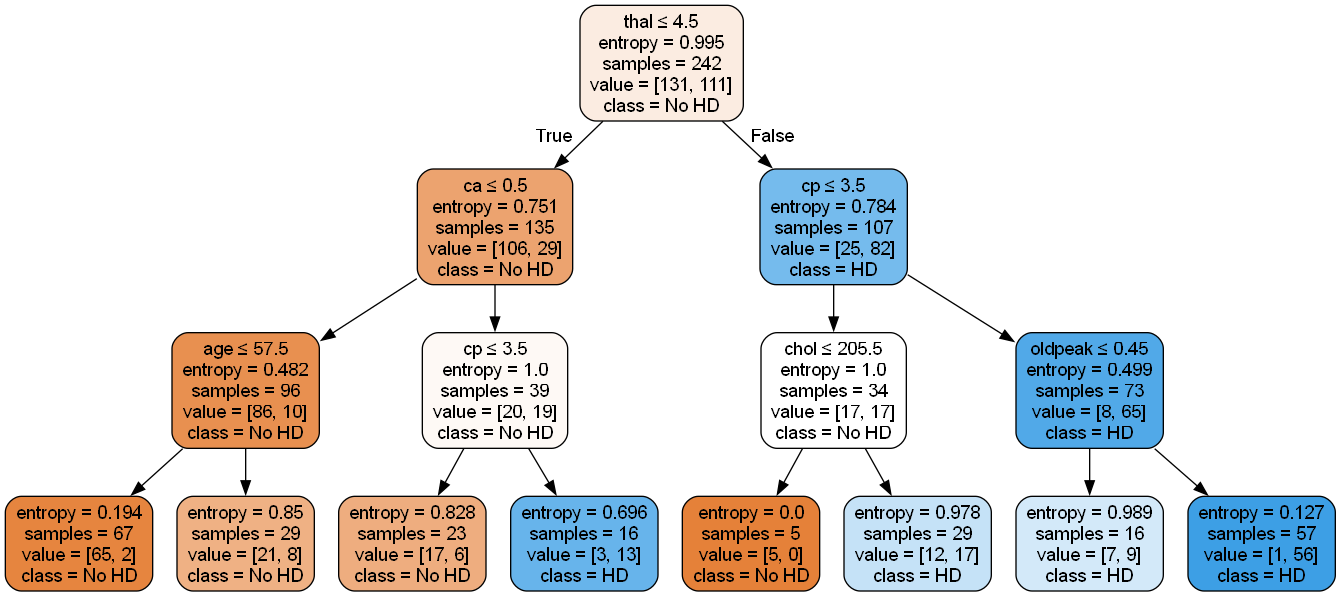 thal ≤ 4.5
entropy = 0.995
samples = 242
value = [131, 111]
class = No HD
True
False
ca ≤ 0.5
entropy = 0.751
samples = 135
value = [106, 29]
class = No HD
cp ≤ 3.5
entropy = 0.784
samples = 107
value = [25, 82]
class = HD
age ≤ 57.5
entropy = 0.482
samples = 96
value = [86, 10]
class = No HD
cp ≤ 3.5
entropy = 1.0
samples = 39
value = [20, 19]
class = No HD
chol ≤ 205.5
entropy = 1.0
samples = 34
value = [17, 17]
class = No HD
oldpeak ≤ 0.45
entropy = 0.499
samples = 73
value = [8, 65]
class = HD
entropy = 0.194
samples = 67
value = [65, 2]
class = No HD
entropy = 0.85
samples = 29
value = [21, 8]
class = No HD
entropy = 0.828
samples = 23
value = [17, 6]
class = No HD
entropy = 0.696
samples = 16
value = [3, 13]
class = HD
entropy = 0.0
samples = 5
value = [5, 0]
class = No HD
entropy = 0.978
samples = 29
value = [12, 17]
class = HD
entropy = 0.989
samples = 16
value = [7, 9]
class = HD
entropy = 0.127
samples = 57
value = [1, 56]
class = HD